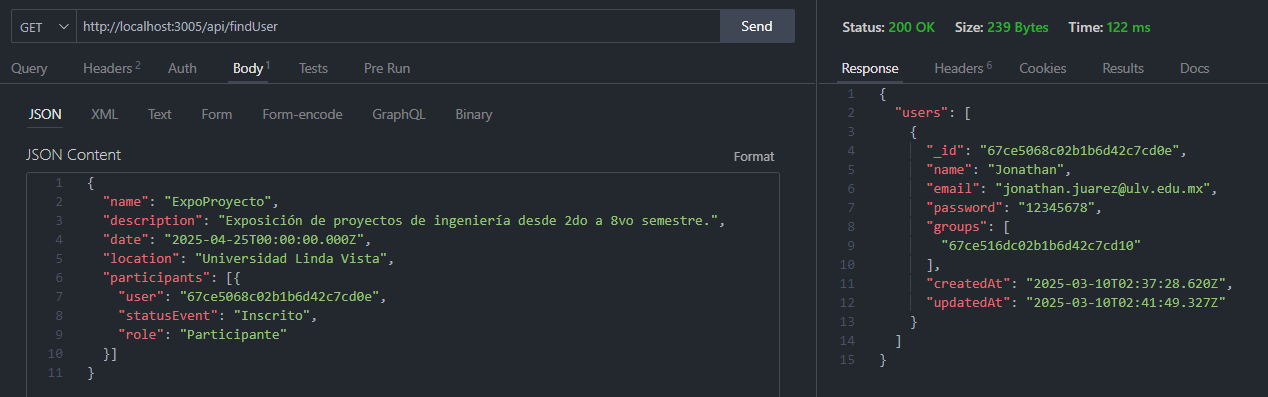 GET http://localhost:3005/api/findUser Send
Query Headers 2 Auth Body 1 Tests Pre Run
JSON XML Text Form Form-encode GraphQL Binary
JSON Content Format
1 {
2 "name": "ExpoProyecto",
3 "description": "Exposición de proyectos de ingeniería desde 2do a 8vo semestre.",
4 "date": "2025-04-25T00:00:00.000Z",
5 "location": "Universidad Linda Vista",
6 "participants": [{
7 "user": "67ce5068c02b1b6d42c7cd0e",
8 "statusEvent": "Inscrito",
9 "role": "Participante"
10 }]
11 }
Status: 200 OK Size: 239 Bytes Time: 122 ms
Response Headers 6 Cookies Results Docs
1 {
2 "users": [
3 {
4 "_id": "67ce5068c02b1b6d42c7cd0e",
5 "name": "Jonathan",
6 "email": "jonathan.juarez@ulv.edu.mx",
7 "password": "12345678",
8 "groups": [
9 "67ce516dc02b1b6d42c7cd10"
10 ],
11 "createdAt": "2025-03-10T02:37:28.620Z",
12 "updatedAt": "2025-03-10T02:41:49.327Z"
13 }
14 ]
15 }